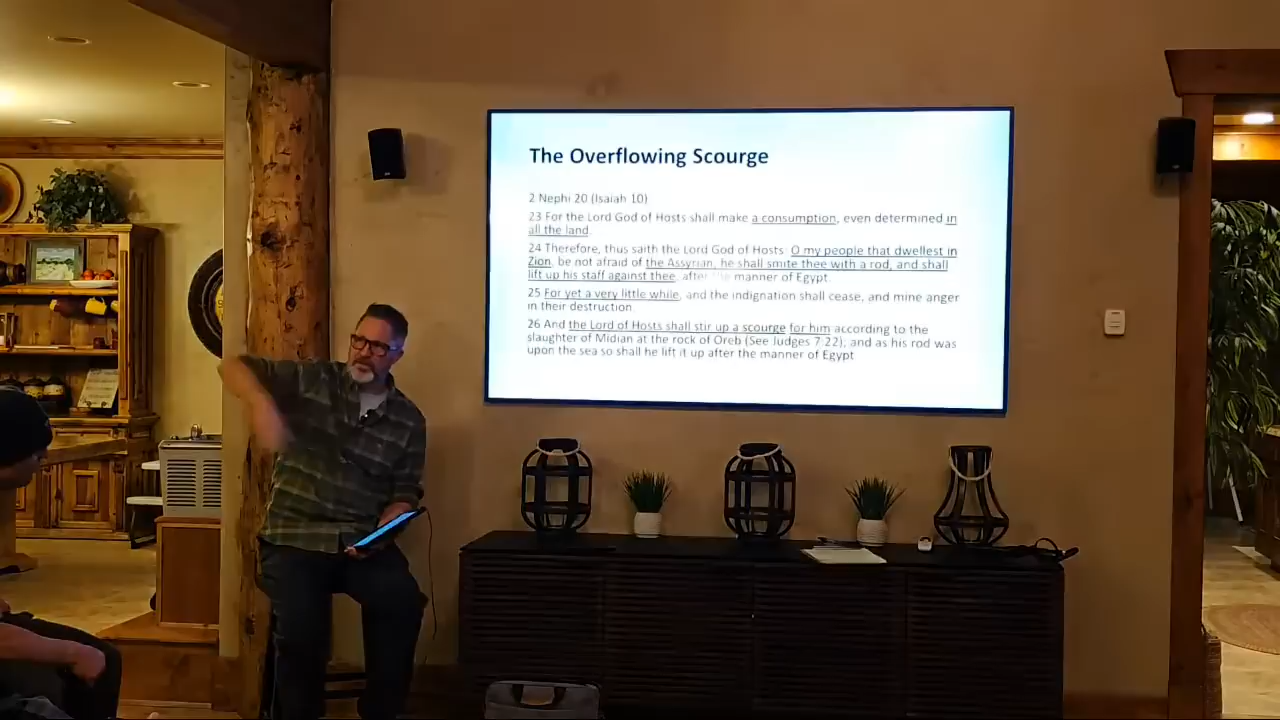 The Overflowing Scourge
2 Nephi 20 (Isaiah 10)
23 For the Lord God of Hosts shall make a consumption, even determined in
all the land.
24 Therefore, thus saith the Lord God of Hosts: O my people that dwellest in
Zion, be not afraid of the Assyrian; he shall smite thee with a rod, and shall
lift up his staff against thee, after the manner of Egypt.
25 For yet a very little while, and the indignation shall cease, and mine anger
in their destruction.
26 And the Lord of Hosts shall stir up a scourge for him according to the
slaughter of Midian at the rock of Oreb (See Judges 7:22); and as his rod was
upon the sea so shall he lift it up after the manner of Egypt